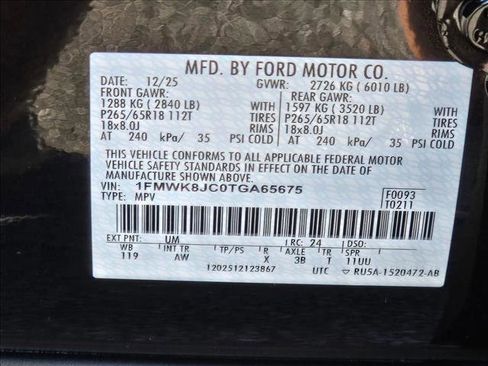 MFD. BY FORD MOTOR CO.
DATE: 12/25 GVWR: 2726 KG ( 6010 LB)
FRONT GAWR: REAR GAWR:
1288 KG ( 2840 LB) 1597 KG ( 3520 LB)
P265/65R18 112T TIRES P265/65R18 112T
18x8.0J RIMS 18x8.0J
AT 240 kPa/ 35 PSI COLD AT 240 kPa/ 35 PSI COLD
THIS VEHICLE CONFORMS TO ALL APPLICABLE FEDERAL MOTOR
VEHICLE SAFETY STANDARDS IN EFFECT ON THE DATE OF
MANUFACTURE SHOWN ABOVE.
VIN: 1FMWK8JC0TGA65675 F0093
TYPE: MPV T0211
EXT PNT: UM RC: 24 DSO:
WB INT TR TP/PS R AXLE TR SPR
119 AW X 3B T 11UU
1202512123867 UTC RU5A-1520472-AB